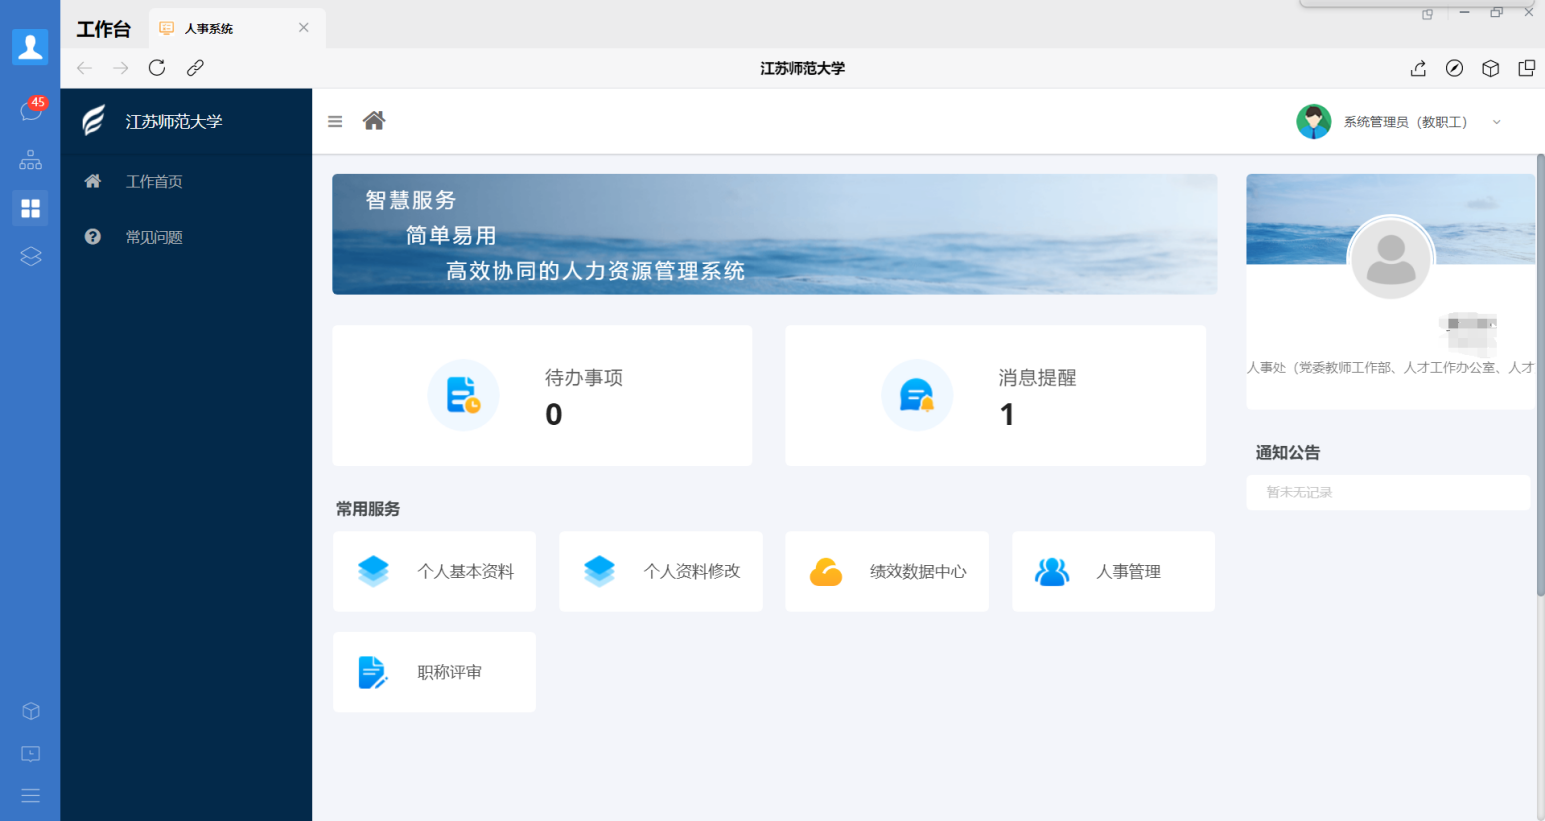 工作台
人事系统
45
江苏师范大学
江苏师范大学
系统管理员（教职工）
工作首页
常见问题
智慧服务
简单易用
高效协同的人力资源管理系统
人事处（党委教师工作部、人才工作办公室、人才
待办事项
0
消息提醒
1
通知公告
暂未无记录
常用服务
个人基本资料
个人资料修改
绩效数据中心
人事管理
职称评审